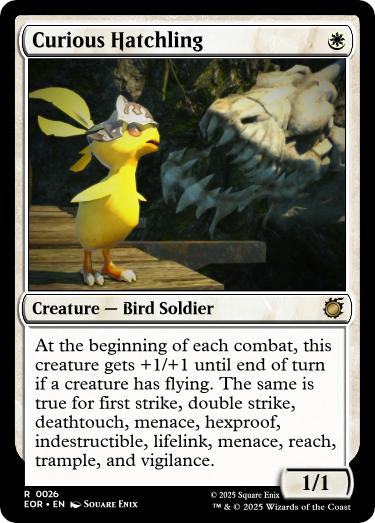 Curious Hatchling
Creature — Bird Soldier
At the beginning of each combat, this
creature gets +1/+1 until end of turn
if a creature has flying. The same is
true for first strike, double strike,
deathtouch, menace, hexproof,
indestructible, lifelink, menace, reach,
trample, and vigilance.
1/1
R 0026
EOR • EN SQUARE ENIX
© 2025 Square Enix
™ & © 2025 Wizards of the Coast